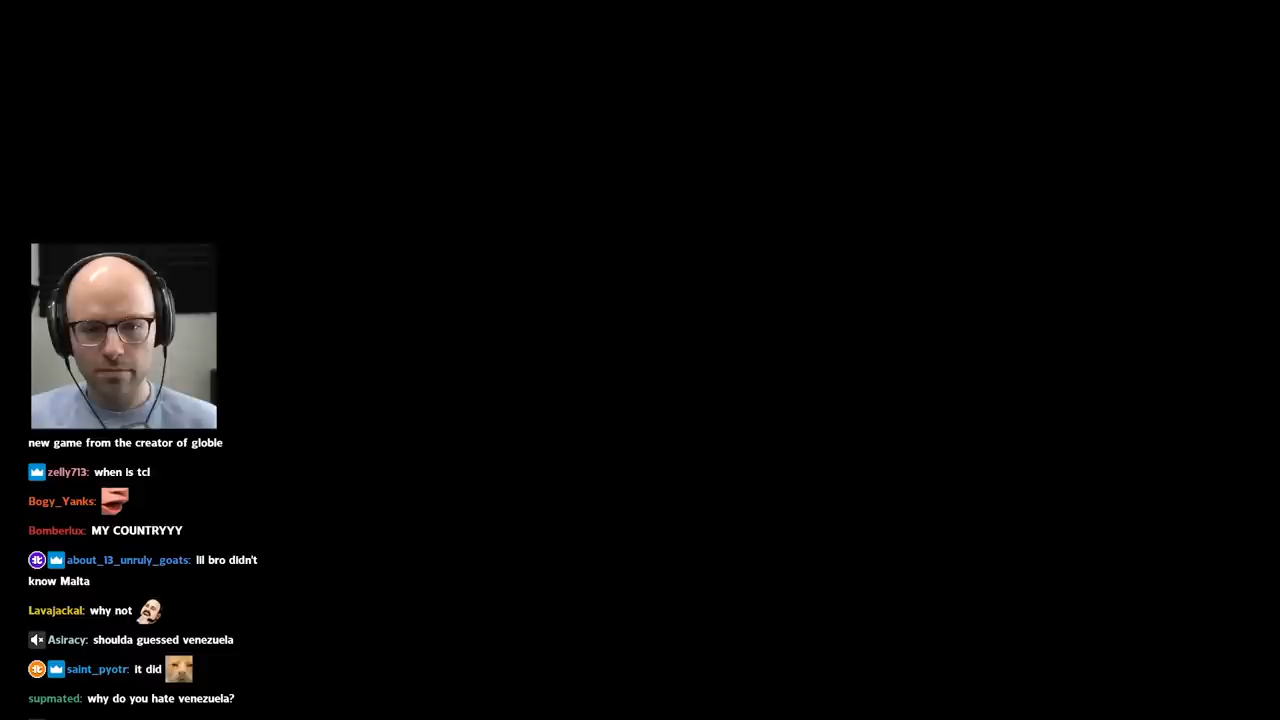 new game from the creator of globle
zelly713: when is tcl
Bogy_Yanks:
Bomberlux: MY COUNTRYYY
about_13_unruly_goats: lil bro didn't
know Malta
Lavajackal: why not
Asiracy: shoulda guessed venezuela
saint_pyotr: it did
supmated: why do you hate venezuela?